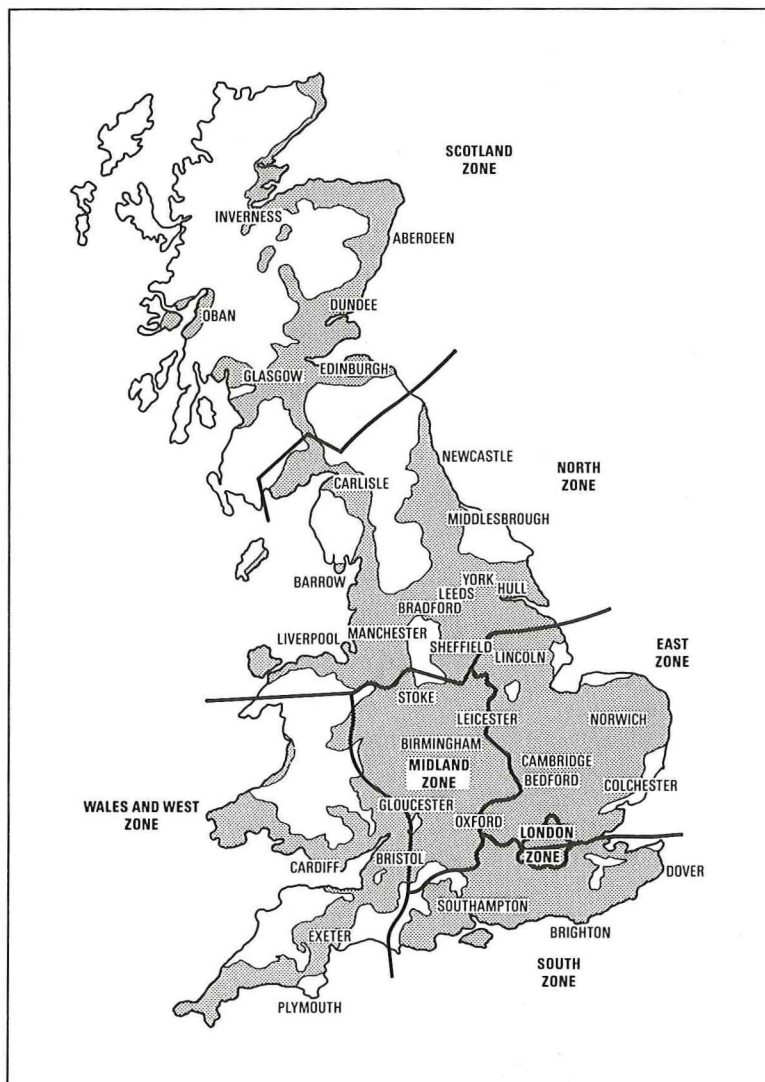 SCOTLAND
ZONE
INVERNESS
ABERDEEN
DUNDEE
OBAN
EDINBURGH
GLASGOW
NEWCASTLE
NORTH
ZONE
CARLISLE
MIDDLESBROUGH
BARROW
YORK
LEEDS
HULL
BRADFORD
MANCHESTER
LIVERPOOL
SHEFFIELD
LINCOLN
EAST
ZONE
STOKE
LEICESTER
NORWICH
BIRMINGHAM
MIDLAND
ZONE
CAMBRIDGE
BEDFORD
COLCHESTER
WALES AND WEST
ZONE
GLOUCESTER
OXFORD
LONDON
ZONE
BRISTOL
CARDIFF
DOVER
SOUTHAMPTON
BRIGHTON
EXETER
SOUTH
ZONE
PLYMOUTH